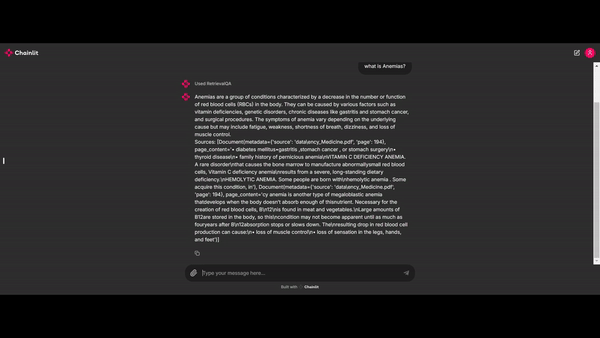 Chainlit
what is Anemias?
Used RetrievalQA
Anemias are a group of conditions characterized by a decrease in the number or function
of red blood cells (RBCs) in the body. They can be caused by various factors such as
vitamin deficiencies, genetic disorders, chronic diseases like gastritis and stomach cancer,
and surgical procedures. The symptoms of anemia vary depending on the underlying
cause but may include fatigue, weakness, shortness of breath, dizziness, and loss of
muscle control.
Sources: [Document(metadata={'source': 'data\ncy_Medicine.pdf', 'page': 194},
page_content='• diabetes mellitus•gastritis ,stomach cancer , or stomach surgery\n•
thyroid disease\n• family history of pernicious anemia\nVITAMIN C DEFICIENCY ANEMIA.
A rare disorder\nthat causes the bone marrow to manufacture abnormallysmall red blood
cells, Vitamin C deficiency anemia\nresults from a severe, long-standing dietary
deficiency.\nHEMOLYTIC ANEMIA. Some people are born with\nhemolytic anemia . Some
acquire this condition, in'), Document(metadata={'source': 'data\ncy_Medicine.pdf',
'page': 194}, page_content='cy anemia is another type of megaloblastic anemia
thatdevelops when the body doesn't absorb enough of this\nnutrient. Necessary for the
creation of red blood cells, B\n12\nis found in meat and vegetables.\nLarge amounts of
B12are stored in the body, so this\ncondition may not become apparent until as much as
fouryears after B\n12absorption stops or slows down. The\nresulting drop in red blood cell
production can cause:\n• loss of muscle control\n• loss of sensation in the legs, hands,
and feet')]
Type your message here...
Built with Chainlit